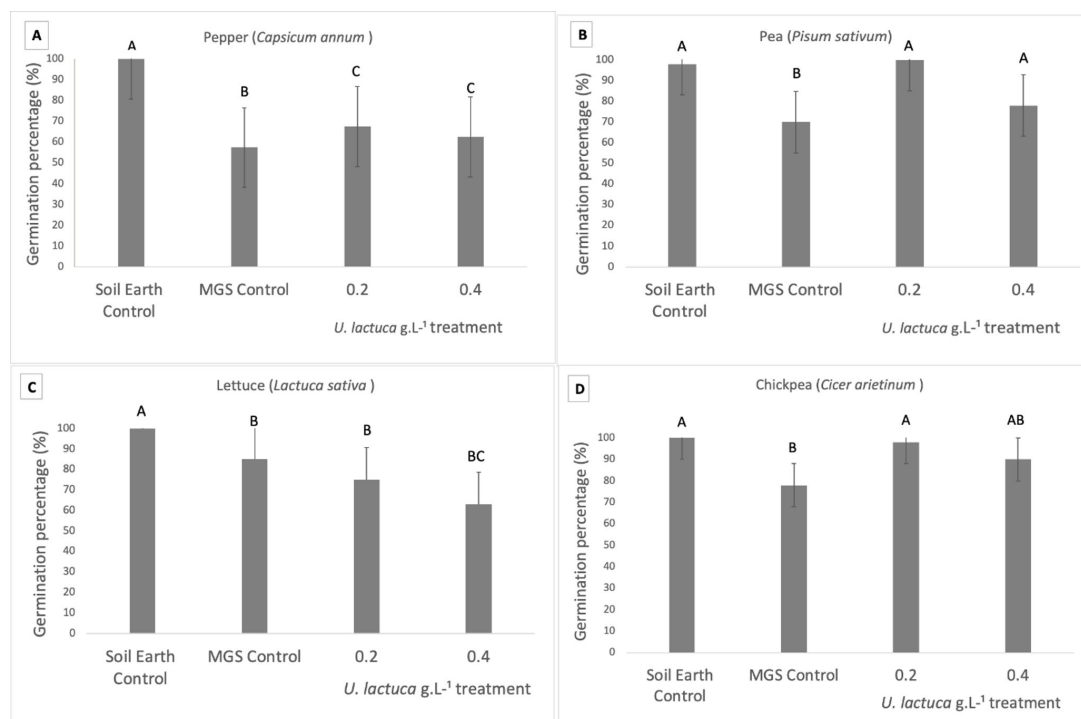 A
Pepper (Capsicum annum )
Germination percentage (%)
100
90
80
70
60
50
40
30
20
10
0
A
B
C
C
Soil Earth
Control
MGS Control
0.2
0.4
U. lactuca g.L-¹ treatment
B
Pea (Pisum sativum)
Germination percentage (%)
100
90
80
70
60
50
40
30
20
10
0
A
B
A
A
Soil Earth
Control
MGS Control
0.2
0.4
U. lactuca g.L-¹ treatment
C
Lettuce (Lactuca sativa )
Germination percentage (%)
100
90
80
70
60
50
40
30
20
10
0
A
B
B
BC
Soil Earth
Control
MGS Control
0.2
0.4
U. lactuca g.L-¹ treatment
D
Chickpea (Cicer arietinum )
Germination percentage (%)
100
90
80
70
60
50
40
30
20
10
0
A
B
A
AB
Soil Earth
Control
MGS Control
0.2
0.4
U. lactuca g.L-¹ treatment